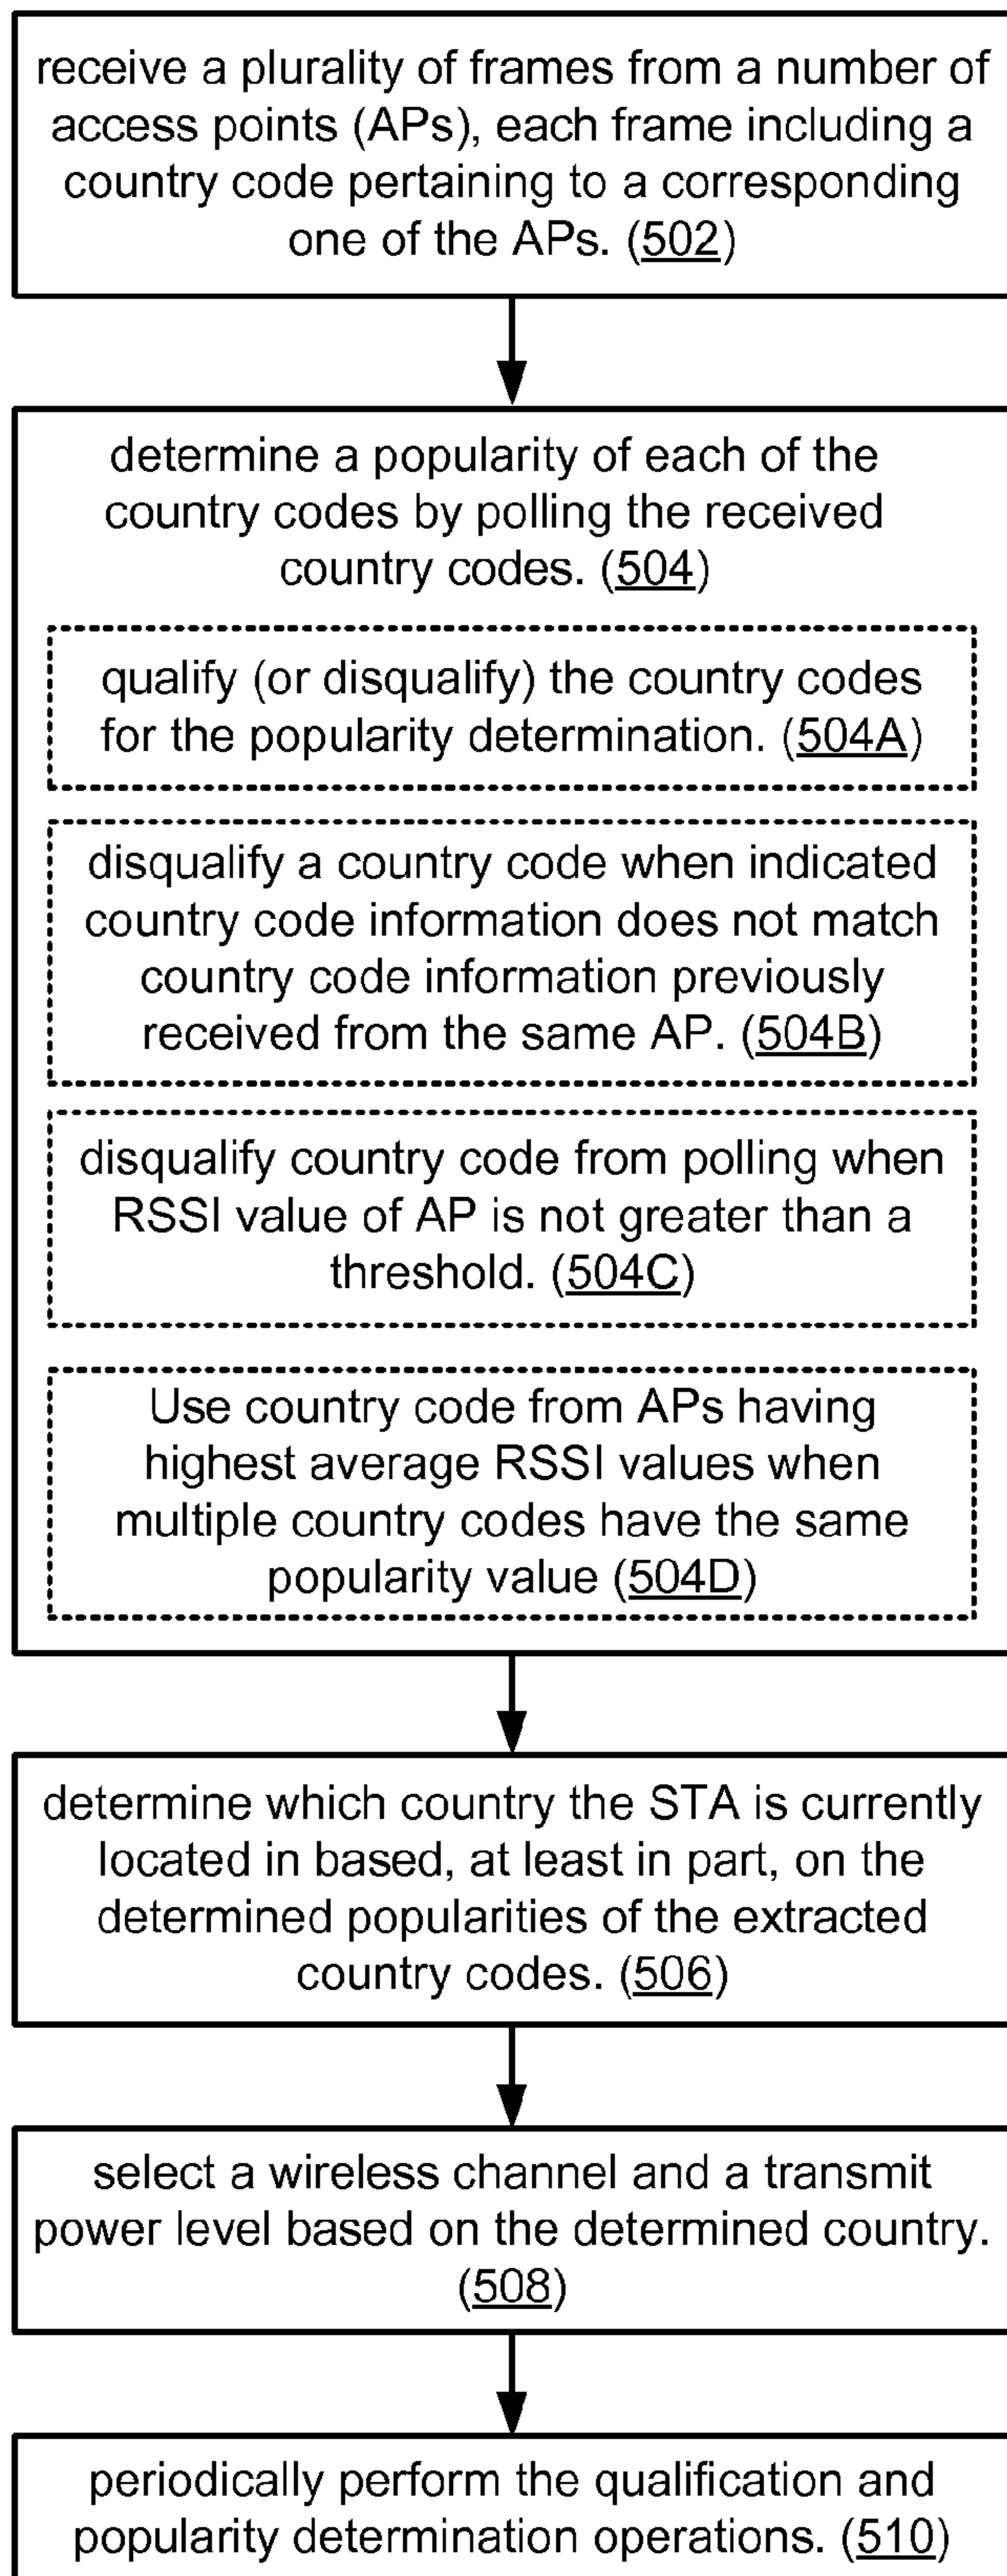 receive a plurality of frames from a number of
access points (APs), each frame including a
country code pertaining to a corresponding
one of the APs. (502)
determine a popularity of each of the
country codes by polling the received
country codes. (504)
qualify (or disqualify) the country codes
for the popularity determination. (504A)
disqualify a country code when indicated
country code information does not match
country code information previously
received from the same AP. (504B)
disqualify country code from polling when
RSSI value of AP is not greater than a
threshold. (504C)
Use country code from APs having
highest average RSSI values when
multiple country codes have the same
popularity value (504D)
determine which country the STA is currently
located in based, at least in part, on the
determined popularities of the extracted
country codes. (506)
select a wireless channel and a transmit
power level based on the determined country.
(508)
periodically perform the qualification and
popularity determination operations. (510)